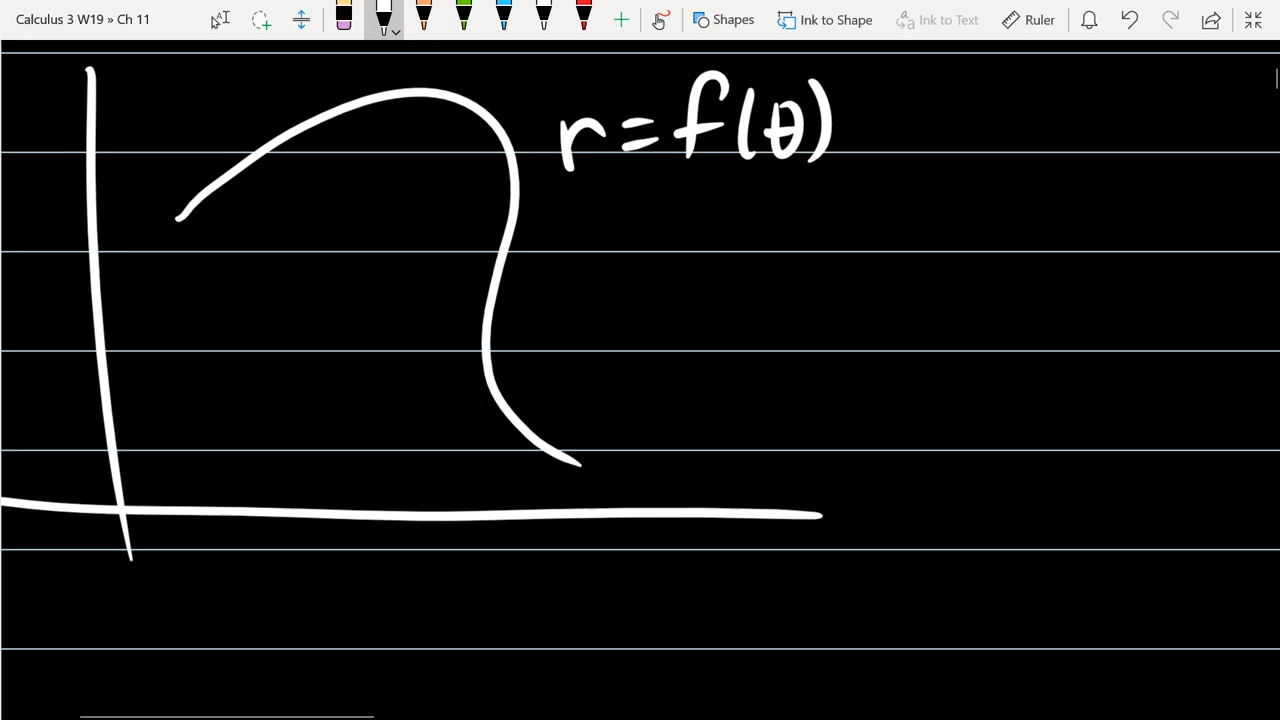 Calculus 3 W19 » Ch 11
Shapes
Ink to Shape
Ink to Text
Ruler
r=f(θ)